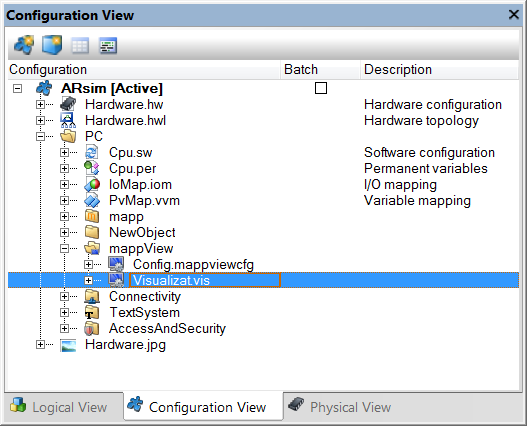 Configuration View
Configuration Batch Description
ARsim [Active]
Hardware.hw Hardware configuration
Hardware.hwl Hardware topology
PC
Cpu.sw Software configuration
Cpu.per Permanent variables
IoMap.iom I/O mapping
PvMap.vvm Variable mapping
mapp
NewObject
mappView
Config.mappviewcfg
Visualizat.vis
Connectivity
TextSystem
AccessAndSecurity
Hardware.jpg
Logical View Configuration View Physical View